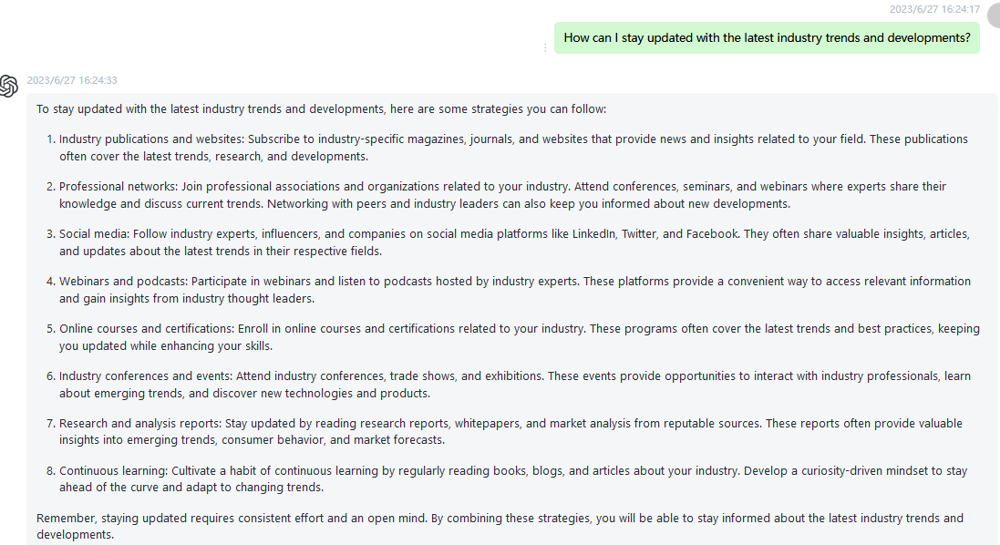 2023/6/27 16:24:17
How can I stay updated with the latest industry trends and developments?
2023/6/27 16:24:33
To stay updated with the latest industry trends and developments, here are some strategies you can follow:
1. Industry publications and websites: Subscribe to industry-specific magazines, journals, and websites that provide news and insights related to your field. These publications
often cover the latest trends, research, and developments.
2. Professional networks: Join professional associations and organizations related to your industry. Attend conferences, seminars, and webinars where experts share their
knowledge and discuss current trends. Networking with peers and industry leaders can also keep you informed about new developments.
3. Social media: Follow industry experts, influencers, and companies on social media platforms like LinkedIn, Twitter, and Facebook. They often share valuable insights, articles,
and updates about the latest trends in their respective fields.
4. Webinars and podcasts: Participate in webinars and listen to podcasts hosted by industry experts. These platforms provide a convenient way to access relevant information
and gain insights from industry thought leaders.
5. Online courses and certifications: Enroll in online courses and certifications related to your industry. These programs often cover the latest trends and best practices, keeping
you updated while enhancing your skills.
6. Industry conferences and events: Attend industry conferences, trade shows, and exhibitions. These events provide opportunities to interact with industry professionals, learn
about emerging trends, and discover new technologies and products.
7. Research and analysis reports: Stay updated by reading research reports, whitepapers, and market analysis from reputable sources. These reports often provide valuable
insights into emerging trends, consumer behavior, and market forecasts.
8. Continuous learning: Cultivate a habit of continuous learning by regularly reading books, blogs, and articles about your industry. Develop a curiosity-driven mindset to stay
ahead of the curve and adapt to changing trends.
Remember, staying updated requires consistent effort and an open mind. By combining these strategies, you will be able to stay informed about the latest industry trends and
developments.